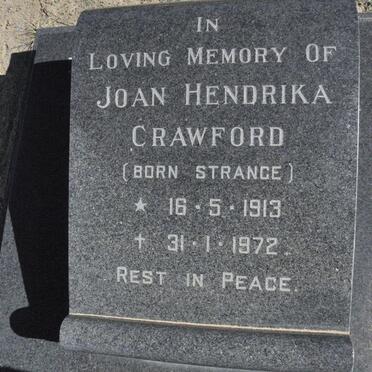 IN
LOVING MEMORY OF
JOAN HENDRIKA
CRAWFORD
(BORN STRANGE)
★ 16·5·1913
✝ 31·1·1972.
REST IN PEACE.